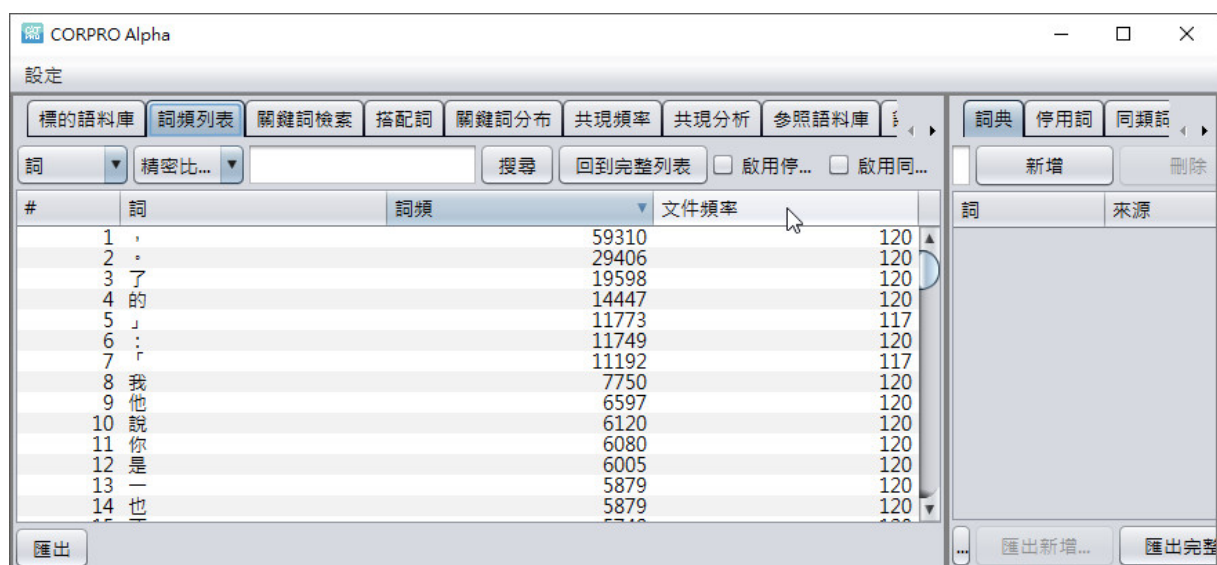 CORPRO Alpha
設定
標的語料庫 詞頻列表 關鍵詞檢索 搭配詞 關鍵詞分布 共現頻率 共現分析 參照語料庫 詞典 停用詞 同類詞
詞 精密比... 搜尋 回到完整列表 啟用停... 啟用同... 新增 刪除
# 詞 詞頻 文件頻率 詞 來源
1 , 59310 120
2 。 29406 120
3 了 19598 120
4 的 14447 120
5 」 11773 117
6 : 11749 120
7 「 11192 117
8 我 7750 120
9 他 6597 120
10 說 6120 120
11 你 6080 120
12 是 6005 120
13 一 5879 120
14 也 5879 120
匯出 ... 匯出新增... 匯出完整